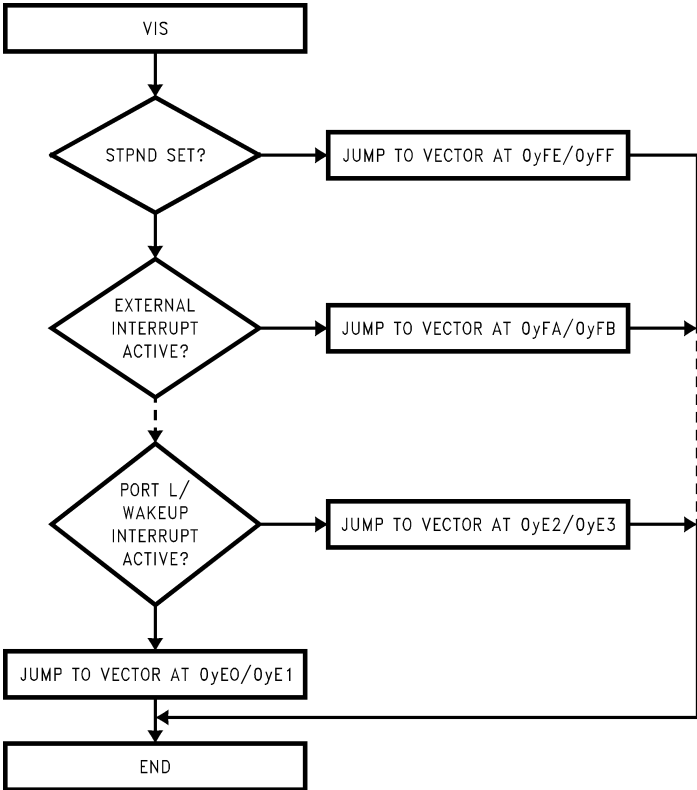 VIS
STPND SET?
JUMP TO VECTOR AT 0yFE/0yFF
EXTERNAL
INTERRUPT
ACTIVE?
JUMP TO VECTOR AT 0yFA/0yFB
PORT L/
WAKEUP
INTERRUPT
ACTIVE?
JUMP TO VECTOR AT 0yE2/0yE3
JUMP TO VECTOR AT 0yE0/0yE1
END